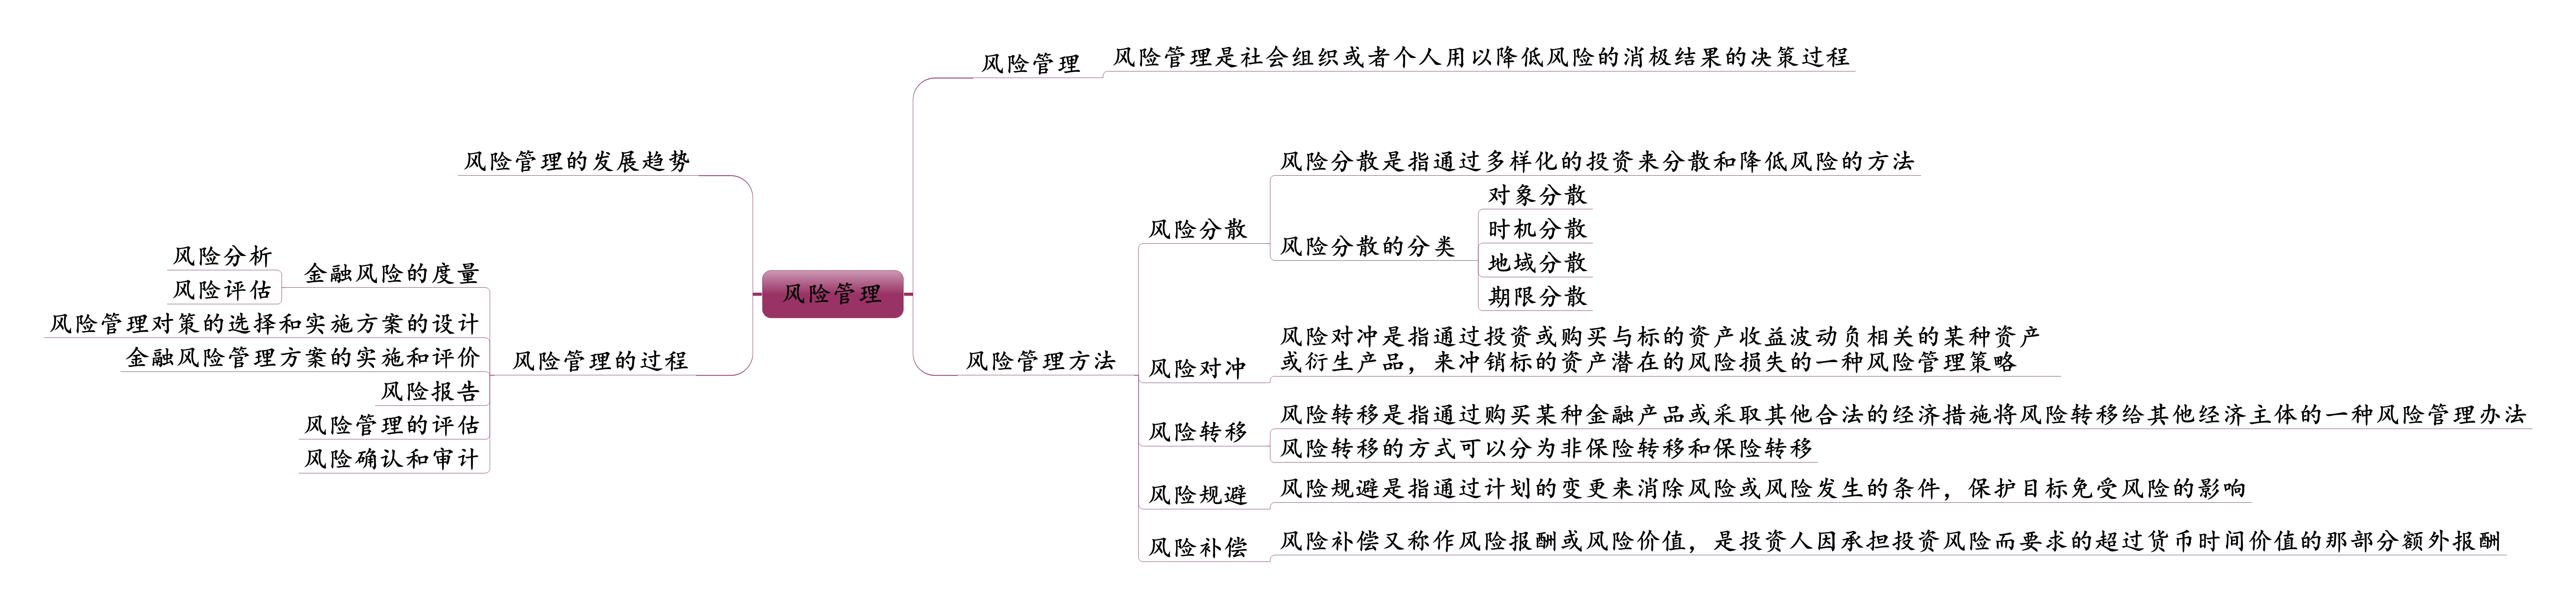 风险管理
风险管理
风险管理是社会组织或者个人用以降低风险的消极结果的决策过程
风险管理方法
风险分散
风险分散是指通过多样化的投资来分散和降低风险的方法
风险分散的分类
对象分散
时机分散
地域分散
期限分散
风险对冲
风险对冲是指通过投资或购买与标的资产收益波动负相关的某种资产
或衍生产品，来冲销标的资产潜在的风险损失的一种风险管理策略
风险转移
风险转移是指通过购买某种金融产品或采取其他合法的经济措施将风险转移给其他经济主体的一种风险管理办法
风险转移的方式可以分为非保险转移和保险转移
风险规避
风险规避是指通过计划的变更来消除风险或风险发生的条件，保护目标免受风险的影响
风险补偿
风险补偿又称作风险报酬或风险价值，是投资人因承担投资风险而要求的超过货币时间价值的那部分额外报酬
风险管理的发展趋势
风险管理的过程
金融风险的度量
风险分析
风险评估
风险管理对策的选择和实施方案的设计
金融风险管理方案的实施和评价
风险报告
风险管理的评估
风险确认和审计